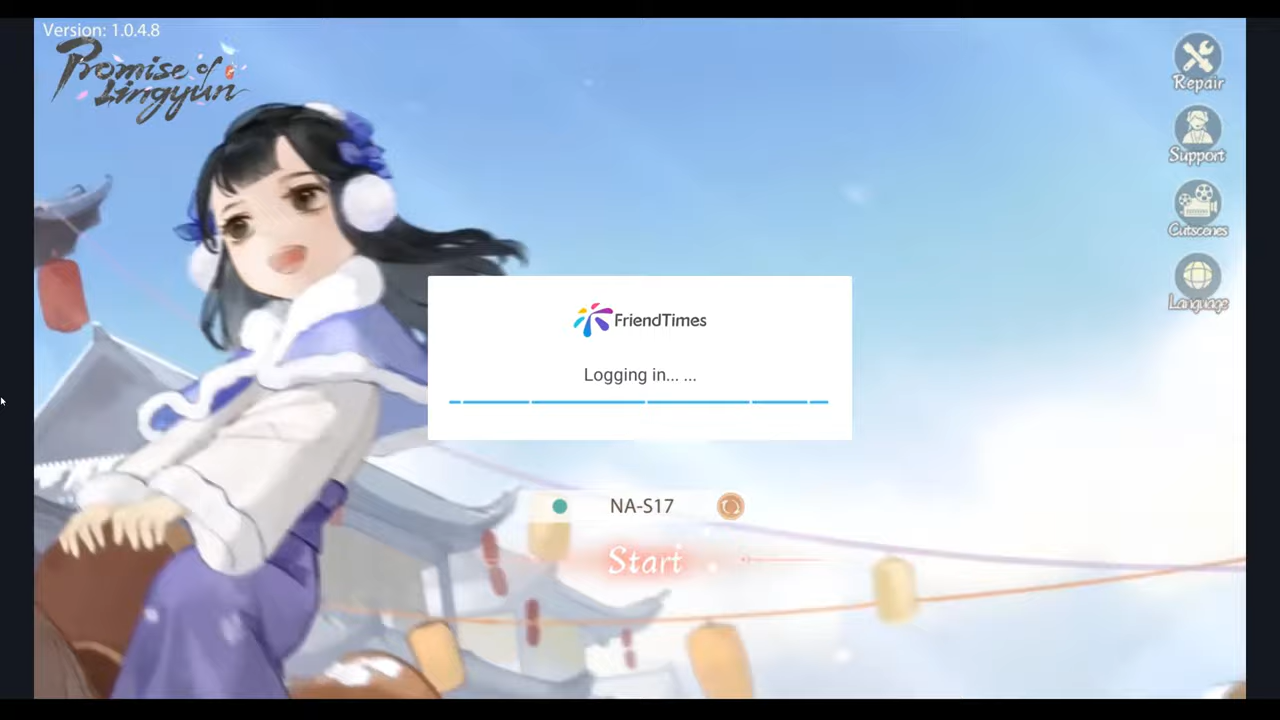 Version: 1.0.4.8
Promise of
Lingyun
Repair
Support
Cutscenes
Language
FriendTimes
Logging in... ...
NA-S17
Start